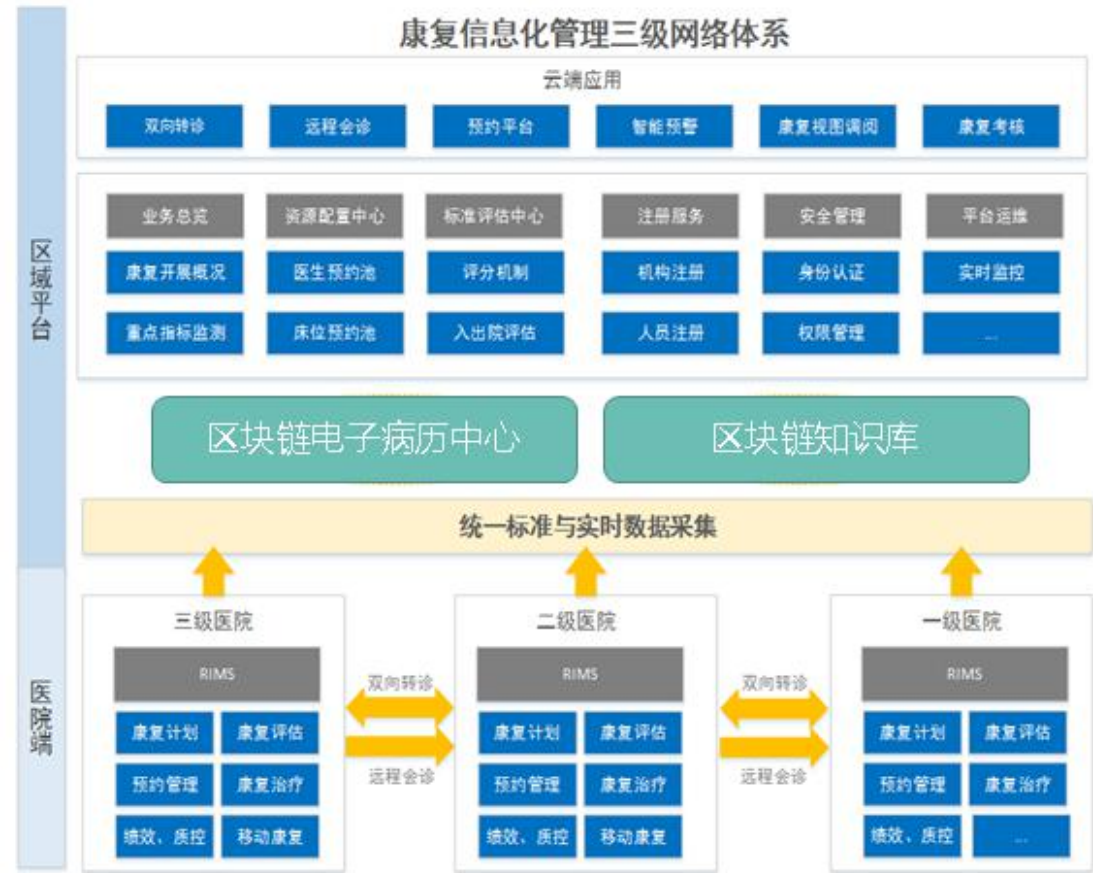 康复信息化管理三级网络体系
云端应用
双向转诊 远程会诊 预约平台 智能预警 康复视图调阅 康复考核
业务总览 资源配置中心 标准评估中心 注册服务 安全管理 平台运维
康复开展概况 医生预约池 评分机制 机构注册 身份认证 实时监控
重点指标监测 床位预约池 入出院评估 人员注册 权限管理 ...
区域平台
区块链电子病历中心 区块链知识库
统一标准与实时数据采集
三级医院 二级医院 一级医院
RIMS RIMS RIMS
双向转诊 双向转诊
医院端
康复计划 康复评估 康复计划 康复评估 康复计划 康复评估
远程会诊 远程会诊
预约管理 康复治疗 预约管理 康复治疗 预约管理 康复治疗
绩效、质控 移动康复 绩效、质控 移动康复 绩效、质控 ...